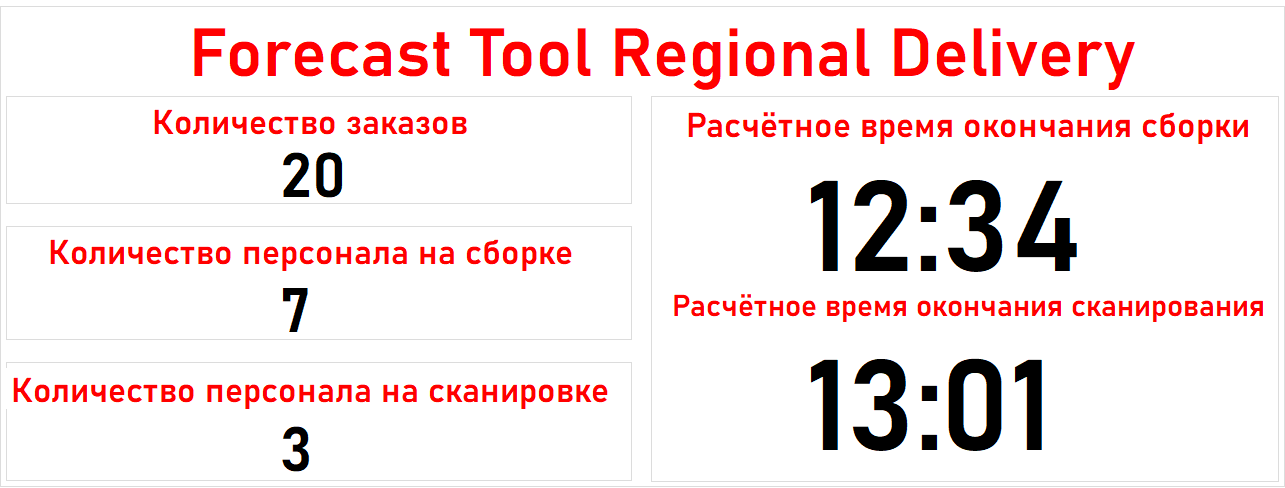 Forecast Tool Regional Delivery
Количество заказов
20
Количество персонала на сборке
7
Количество персонала на сканировке
3
Расчётное время окончания сборки
12:34
Расчётное время окончания сканирования
13:01